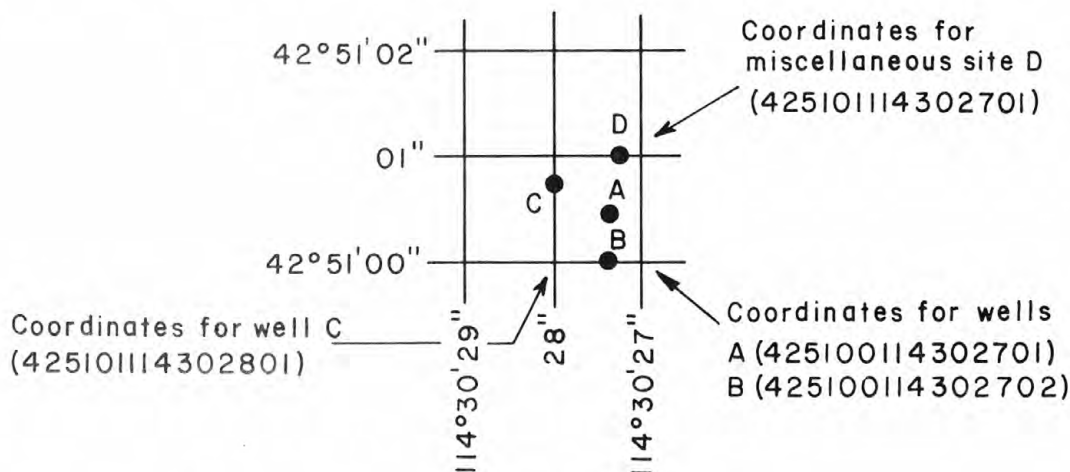 Coordinates for
miscellaneous site D
(425101114302701)
42°51'02"
01"
42°51'00"
D
A
C
B
Coordinates for well C
(425101114302801)
114°30'29"
28"
114°30'27"
Coordinates for wells
A (425100114302701)
B (425100114302702)